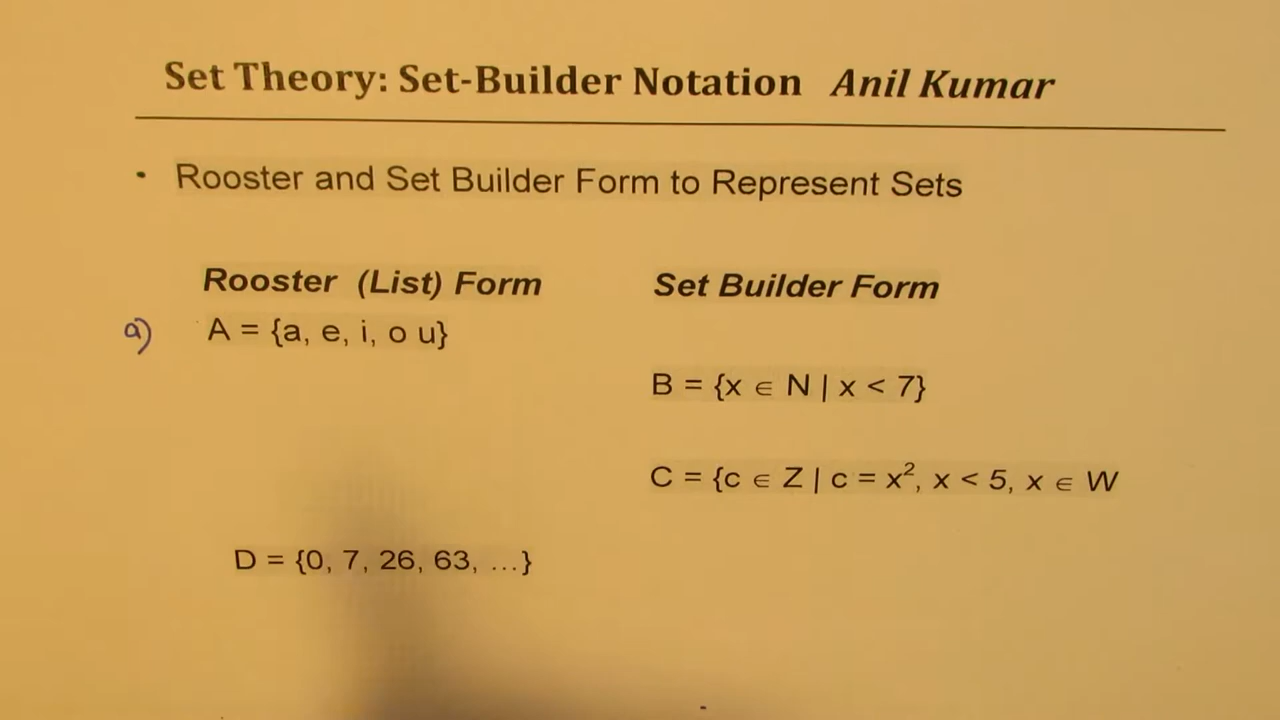 Set Theory: Set-Builder Notation Anil Kumar
• Rooster and Set Builder Form to Represent Sets
Rooster (List) Form Set Builder Form
a) A = {a, e, i, o u}
B = {x ∈ N | x < 7}
C = {c ∈ Z | c = x², x < 5, x ∈ W
D = {0, 7, 26, 63, ...}